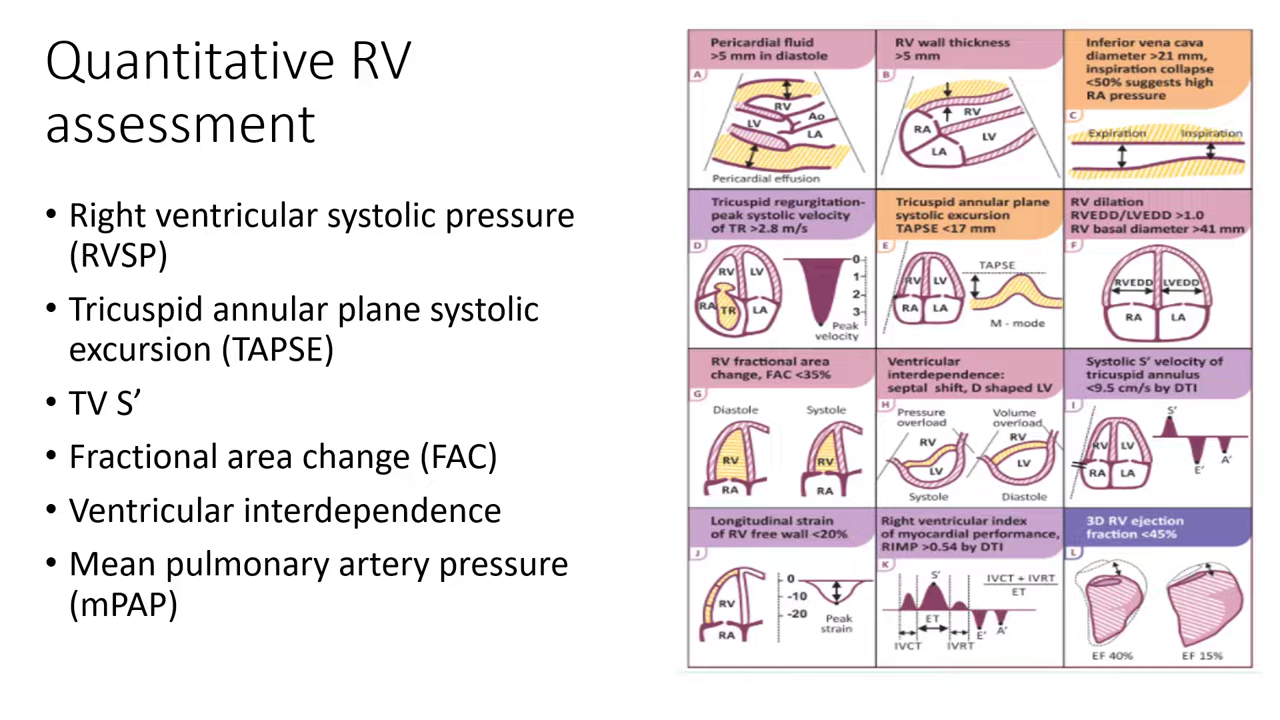 Quantitative RV
assessment
• Right ventricular systolic pressure
(RVSP)
• Tricuspid annular plane systolic
excursion (TAPSE)
• TV S’
• Fractional area change (FAC)
• Ventricular interdependence
• Mean pulmonary artery pressure
(mPAP)
Pericardial fluid
>5 mm in diastole
A
RV
Ao
LV
LA
Pericardial effusion
RV wall thickness
>5 mm
B
RV
RA
LV
LA
Inferior vena cava
diameter >21 mm,
inspiration collapse
<50% suggests high
RA pressure
C
Expiration Inspiration
Tricuspid regurgitation-
peak systolic velocity
of TR >2.8 m/s
D
RV LV
RA TR LA
0
1
2
3
Peak
velocity
Tricuspid annular plane
systolic excursion
TAPSE <17 mm
E
TAPSE
RV LV
RA LA
M - mode
RV dilation
RVEDD/LVEDD >1.0
RV basal diameter >41 mm
F
RVEDD LVEDD
RA LA
RV fractional area
change, FAC <35%
G
Diastole Systole
RV RV
RA RA
Ventricular
interdependence:
septal shift, D shaped LV
H
Pressure
overload
Volume
overload
RV RV
LV LV
Systole Diastole
Systolic S’ velocity of
tricuspid annulus
<9.5 cm/s by DTI
I
S’
RV LV
RA LA
E’ A’
Longitudinal strain
of RV free wall <20%
J
0
-10
-20
RV
RA
Peak
strain
Right ventricular index
of myocardial performance,
RIMP >0.54 by DTI
K
S’
IVCT + IVRT
ET
ET
E’ A’
IVCT IVRT
3D RV ejection
fraction <45%
L
EF 40% EF 15%